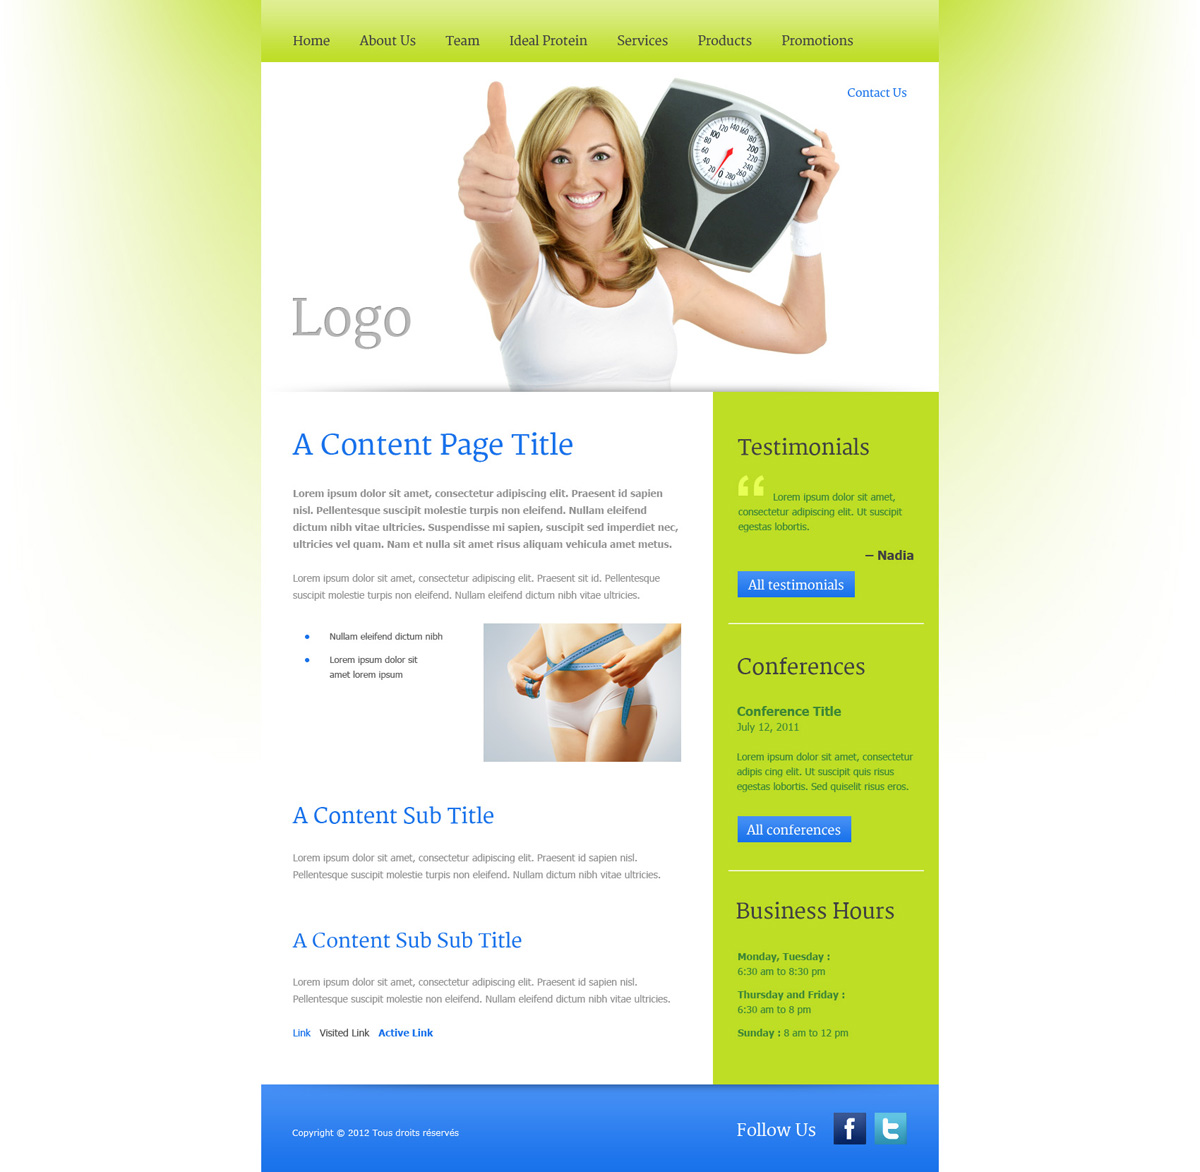 Home About Us Team Ideal Protein Services Products Promotions
Contact Us
Logo
A Content Page Title
Lorem ipsum dolor sit amet, consectetur adipiscing elit. Praesent id sapien
nisl. Pellentesque suscipit molestie turpis non eleifend. Nullam eleifend
dictum nibh vitae ultricies. Suspendisse mi sapien, suscipit sed imperdiet nec,
ultricies vel quam. Nam et nulla sit amet risus aliquam vehicula amet metus.
Lorem ipsum dolor sit amet, consectetur adipiscing elit. Praesent sit id. Pellentesque
suscipit molestie turpis non eleifend. Nullam eleifend dictum nibh vitae ultricies.
• Nullam eleifend dictum nibh
• Lorem ipsum dolor sit
amet lorem ipsum
A Content Sub Title
Lorem ipsum dolor sit amet, consectetur adipiscing elit. Praesent id sapien nisl.
Pellentesque suscipit molestie turpis non eleifend. Nullam dictum nibh vitae ultricies.
A Content Sub Sub Title
Lorem ipsum dolor sit amet, consectetur adipiscing elit. Praesent id sapien nisl.
Pellentesque suscipit molestie non eleifend. Nullam eleifend dictum nibh vitae ultricies.
Link Visited Link Active Link
Testimonials
“ Lorem ipsum dolor sit amet,
consectetur adipiscing elit. Ut suscipit
egestas lobortis.
– Nadia
All testimonials
Conferences
Conference Title
July 12, 2011
Lorem ipsum dolor sit amet, consectetur
adipis cing elit. Ut suscipit quis risus
egestas lobortis. Sed quiselit risus eros.
All conferences
Business Hours
Monday, Tuesday :
6:30 am to 8:30 pm
Thursday and Friday :
6:30 am to 8 pm
Sunday : 8 am to 12 pm
Copyright © 2012 Tous droits réservés
Follow Us f t